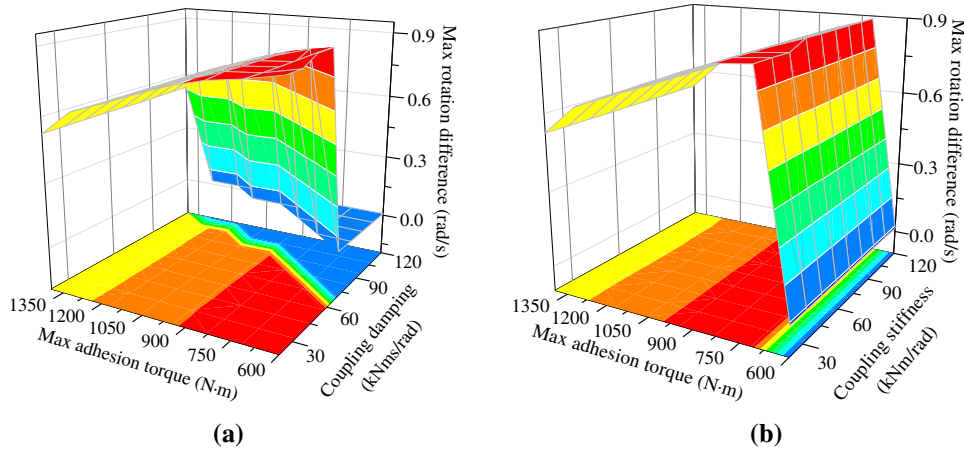 0.9
0.6
0.3
0.0
Max rotation difference (rad/s)
120
90
60
30
Coupling damping
(kNms/rad)
1350
1200
1050
900
750
600
Max adhesion torque (N·m)
(a)
0.9
0.6
0.3
0.0
Max rotation difference (rad/s)
120
90
60
30
Coupling stiffness
(kNm/rad)
1350
1200
1050
900
750
600
Max adhesion torque (N·m)
(b)